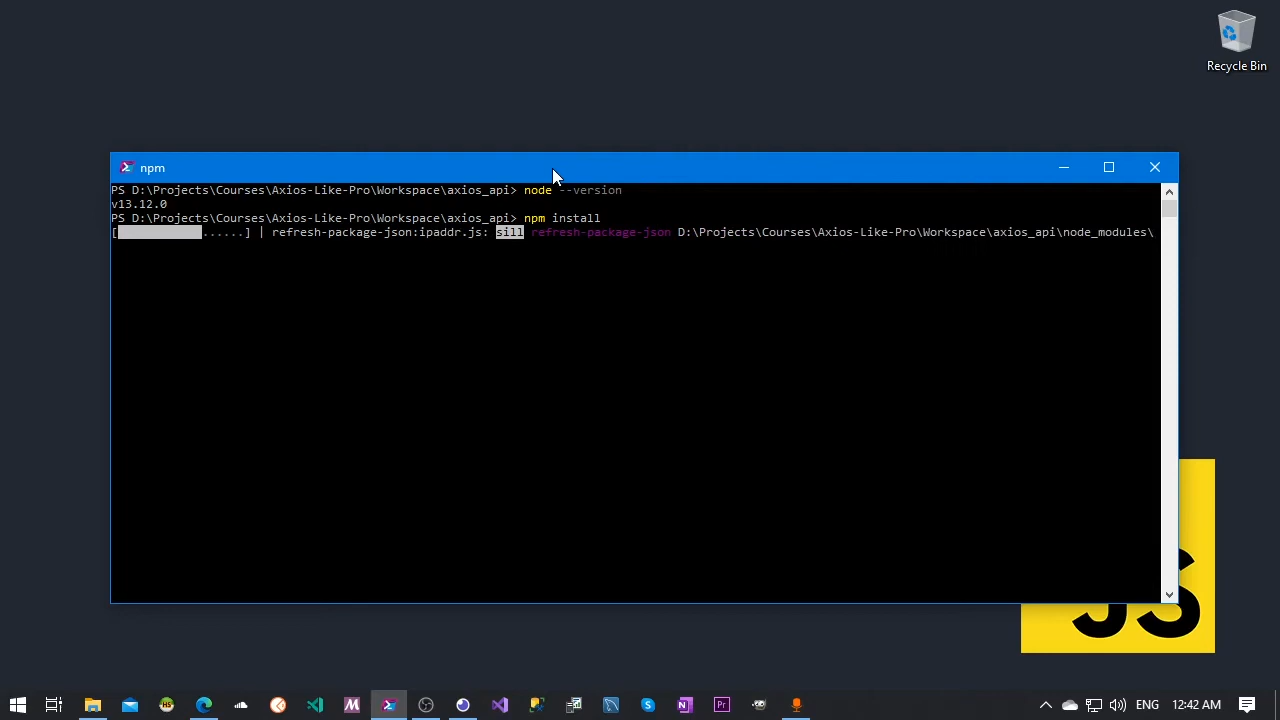 Recycle Bin
npm
PS D:\Projects\Courses\Axios-Like-Pro\Workspace\axios_api> node --version
v13.12.0
PS D:\Projects\Courses\Axios-Like-Pro\Workspace\axios_api> npm install
[ ......] | refresh-package-json:ipaddr.js: sill refresh-package-json D:\Projects\Courses\Axios-Like-Pro\Workspace\axios_api\node_modules\
JS
HS
M
N
Pr
ENG
12:42 AM